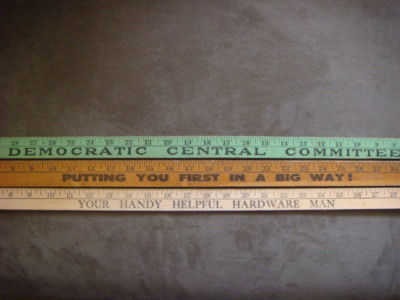 DEMOCRATIC CENTRAL COMMITTEE
PUTTING YOU FIRST IN A BIG WAY!
YOUR HANDY HELPFUL HARDWARE MAN